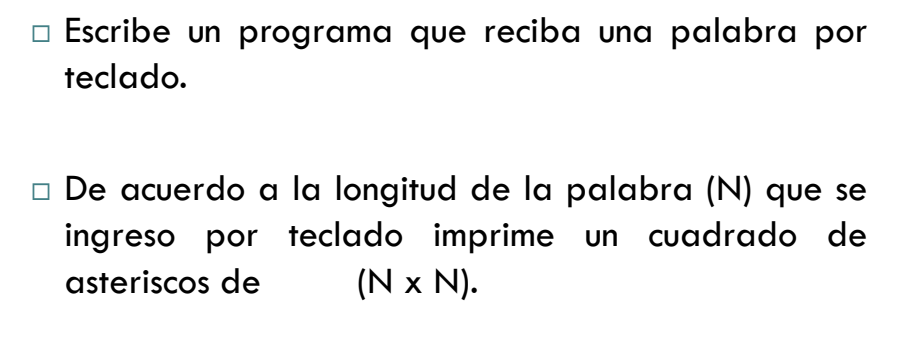 Escribe un programa que reciba una palabra por
teclado.
De acuerdo a la longitud de la palabra (N) que se
ingreso por teclado imprime un cuadrado de
asteriscos de (N x N).